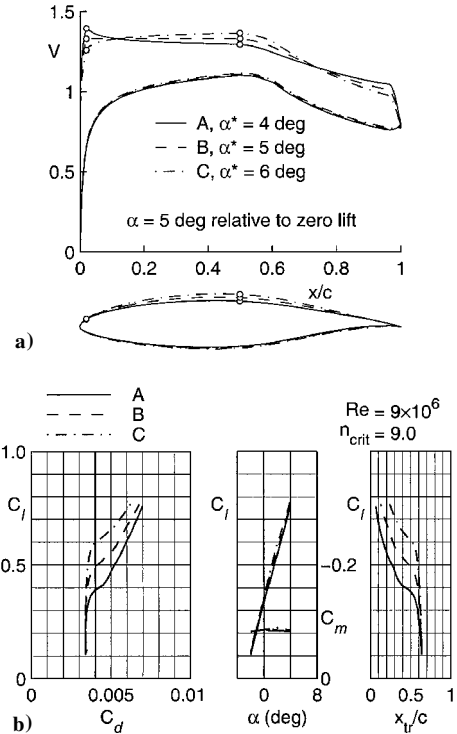 1.5
V
1
0.5
0
A, α* = 4 deg
B, α* = 5 deg
C, α* = 6 deg
α = 5 deg relative to zero lift
0 0.2 0.4 0.6 0.8 1
x/c
a)
A
B
C
Re = 9×10⁶
n_crit = 9.0
1.0
C_l
0.5
0
0 0.005 0.01
C_d
C_l
-0.2
C_m
0
0 8
α (deg)
C_l
0 0.5 1
x_tr/c
b)